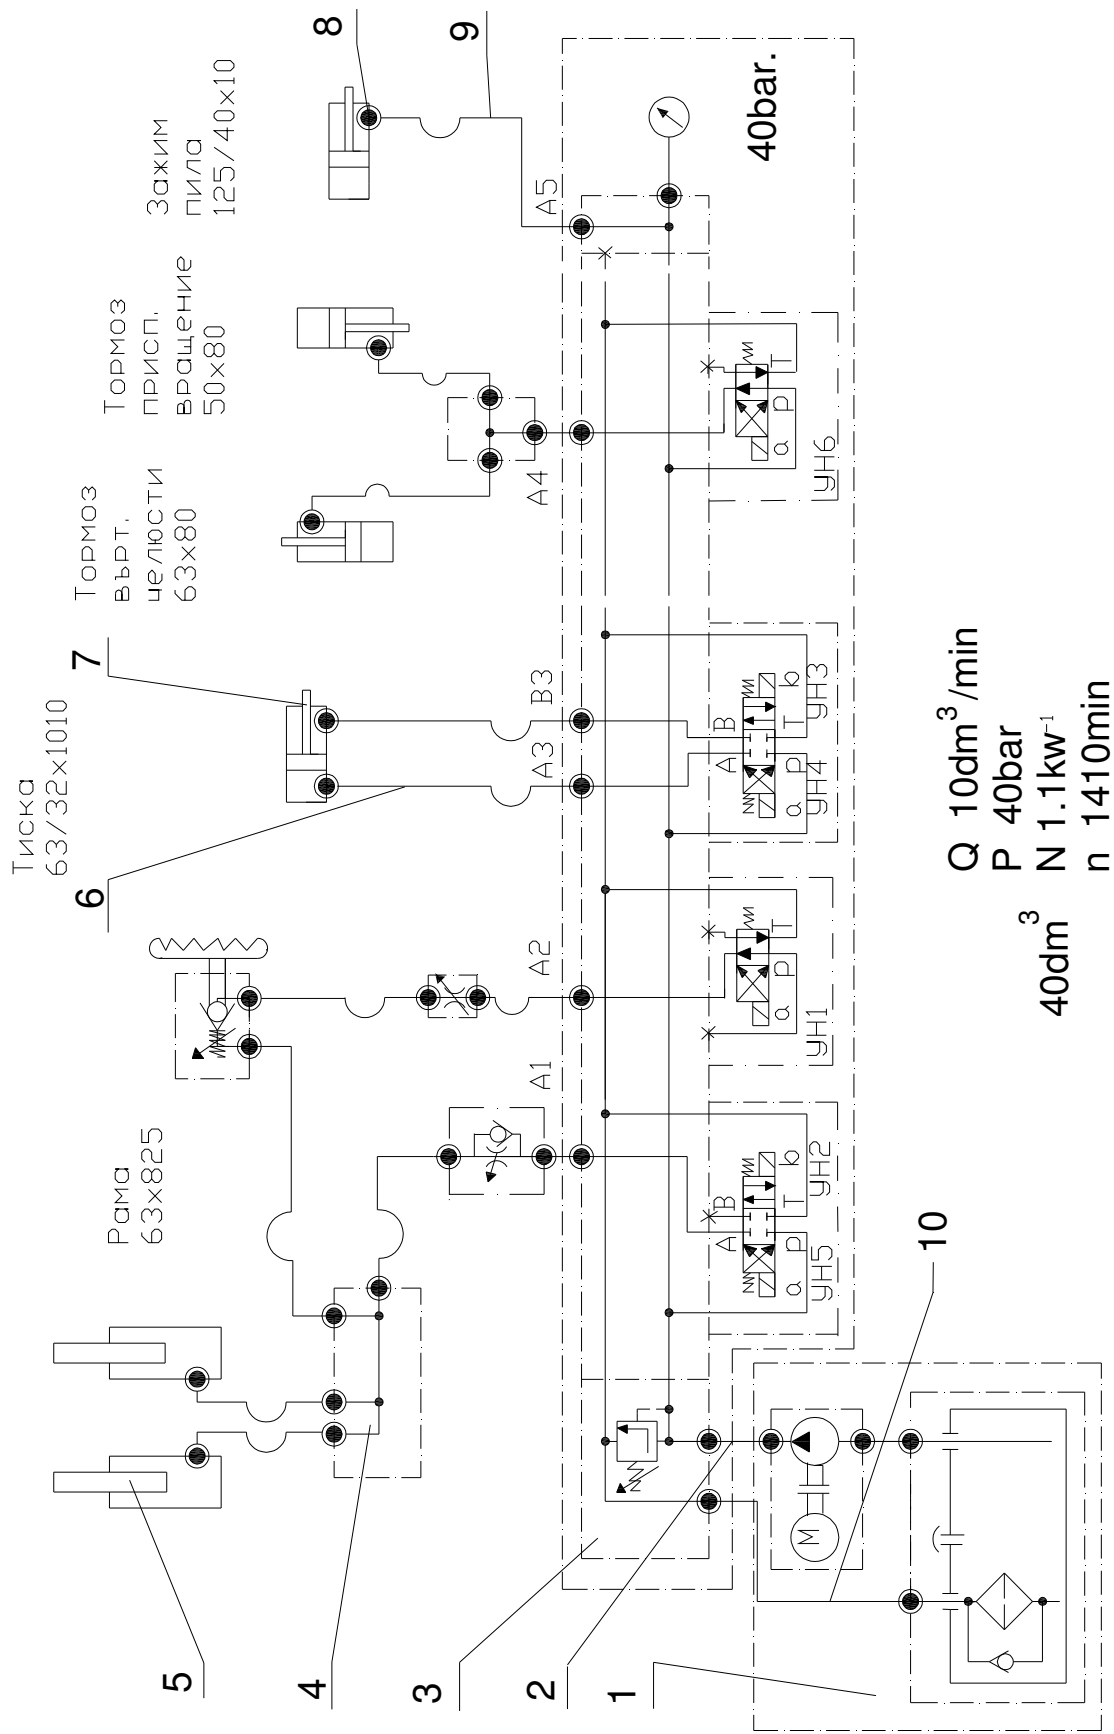 Рама
63x825
Тиска
63/32x1010
Тормоз
върт.
челюсти
63x80
Тормоз
присп.
вращение
50x80
Зажим
пила
125/40x10
5
4
3
2
1
6
7
8
9
10
A1
A2
A3
B3
A4
A5
40bar.
A
B
a
P
T
b
УН5
УН2
a
P
T
УН1
A
B
a
P
T
b
УН4
УН3
a
P
T
УН6
M
40dm³
Q 10dm³/min
P 40bar
N 1.1kw⁻¹
n 1410min